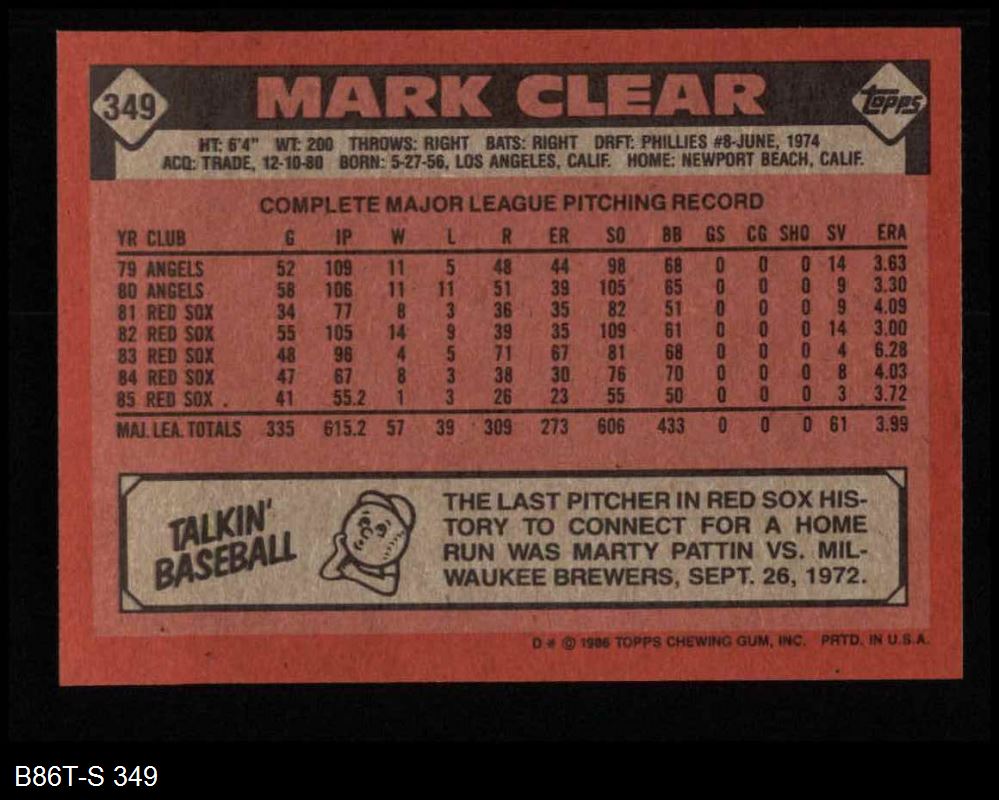 349
MARK CLEAR
TOPPS
HT: 6'4" WT: 200 THROWS: RIGHT BATS: RIGHT DRFT: PHILLIES #8-JUNE, 1974
ACQ: TRADE, 12-10-80 BORN: 5-27-56, LOS ANGELES, CALIF. HOME: NEWPORT BEACH, CALIF.
COMPLETE MAJOR LEAGUE PITCHING RECORD
YR CLUB G IP W L R ER SO BB GS CG SHO SV ERA
79 ANGELS 52 109 11 5 48 44 98 68 0 0 0 14 3.63
80 ANGELS 58 106 11 11 51 39 105 65 0 0 0 9 3.30
81 RED SOX 34 77 8 3 36 35 82 51 0 0 0 9 4.09
82 RED SOX 55 105 14 9 39 35 109 61 0 0 0 14 3.00
83 RED SOX 48 96 4 5 71 67 81 68 0 0 0 4 6.28
84 RED SOX 47 67 8 3 38 30 76 70 0 0 0 8 4.03
85 RED SOX . 41 55.2 1 3 26 23 55 50 0 0 0 3 3.72
MAJ. LEA. TOTALS 335 615.2 57 39 309 273 606 433 0 0 0 61 3.99
TALKIN'
BASEBALL
THE LAST PITCHER IN RED SOX HIS-
TORY TO CONNECT FOR A HOME
RUN WAS MARTY PATTIN VS. MIL-
WAUKEE BREWERS, SEPT. 26, 1972.
D * © 1986 TOPPS CHEWING GUM, INC. PRTD. IN U.S.A.
B86T-S 349